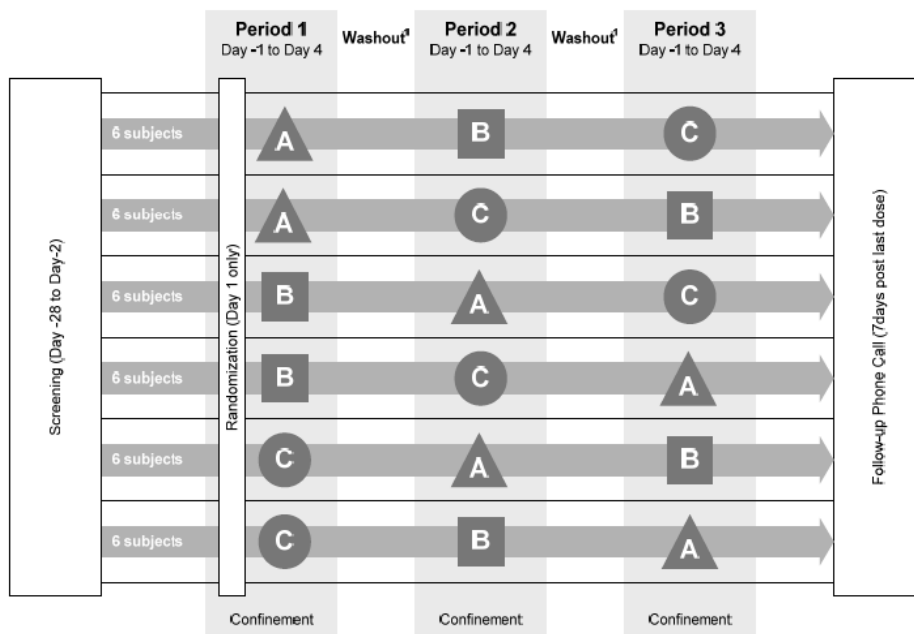 Period 1
Day -1 to Day 4
Washout¹
Period 2
Day -1 to Day 4
Washout¹
Period 3
Day -1 to Day 4
Screening (Day -28 to Day-2)
Randomization (Day 1 only)
Follow-up Phone Call (7days post last dose)
6 subjects A B C
6 subjects A C B
6 subjects B A C
6 subjects B C A
6 subjects C A B
6 subjects C B A
Confinement
Confinement
Confinement